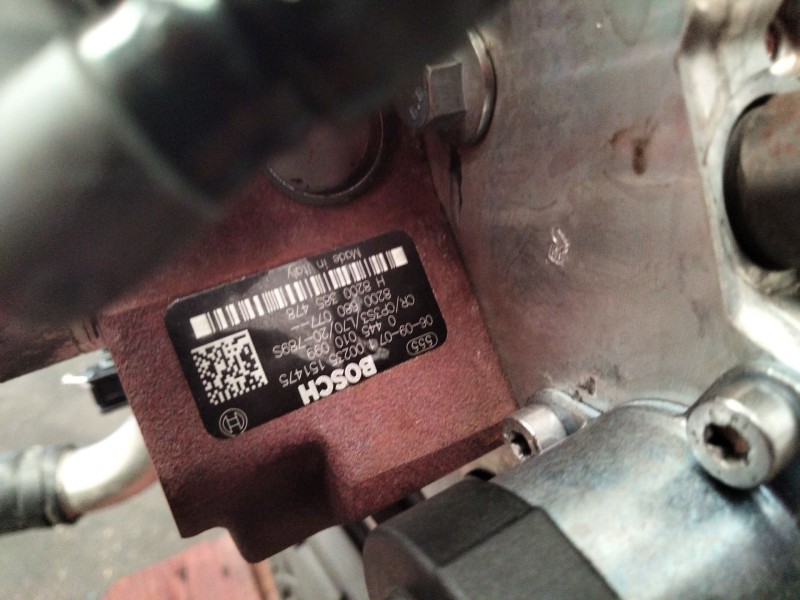 555 BOSCH
06-09-07 1 00235 151475
0 445 010 099
CR/CP3S3/L70/20-789S
8200 680 077--
H 8200 385 478
Made in Italy